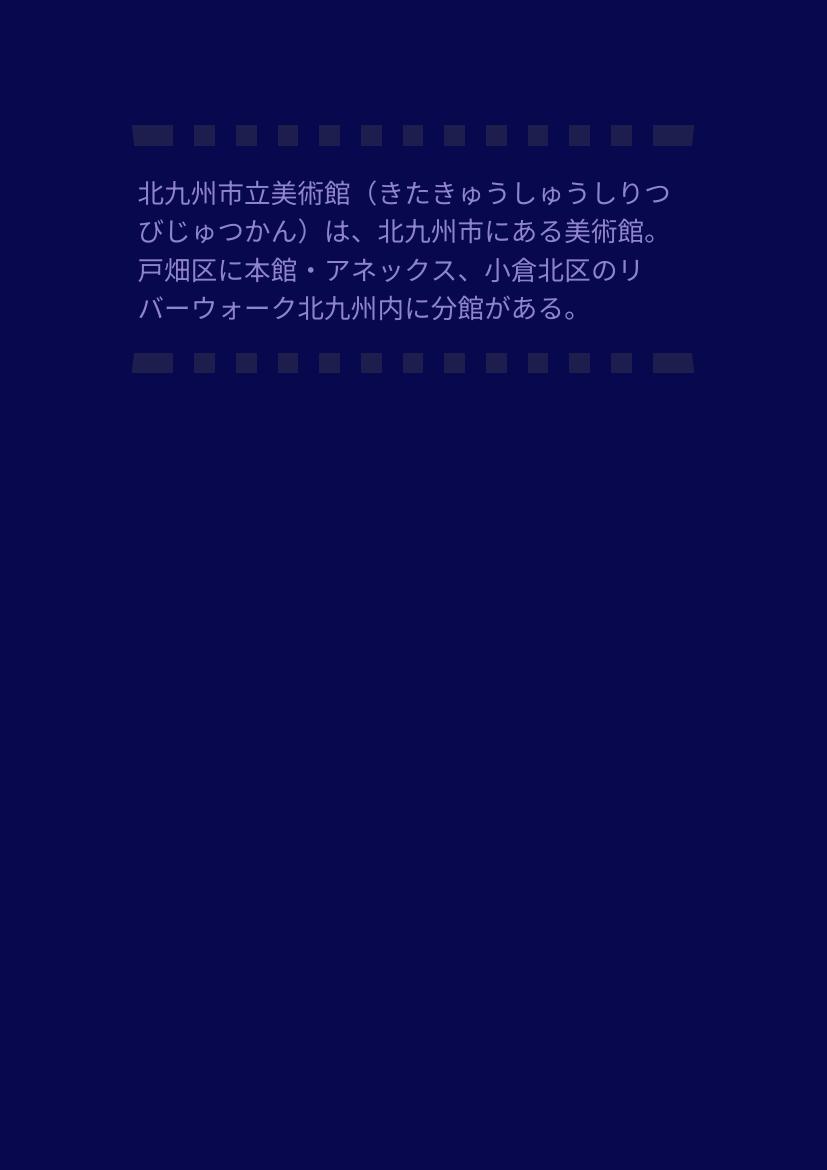 北九州市立美術館（きたきゅうしゅうしりつ
びじゅつかん）は、北九州市にある美術館。
戸畑区に本館・アネックス、小倉北区のリ
バーウォーク北九州内に分館がある。